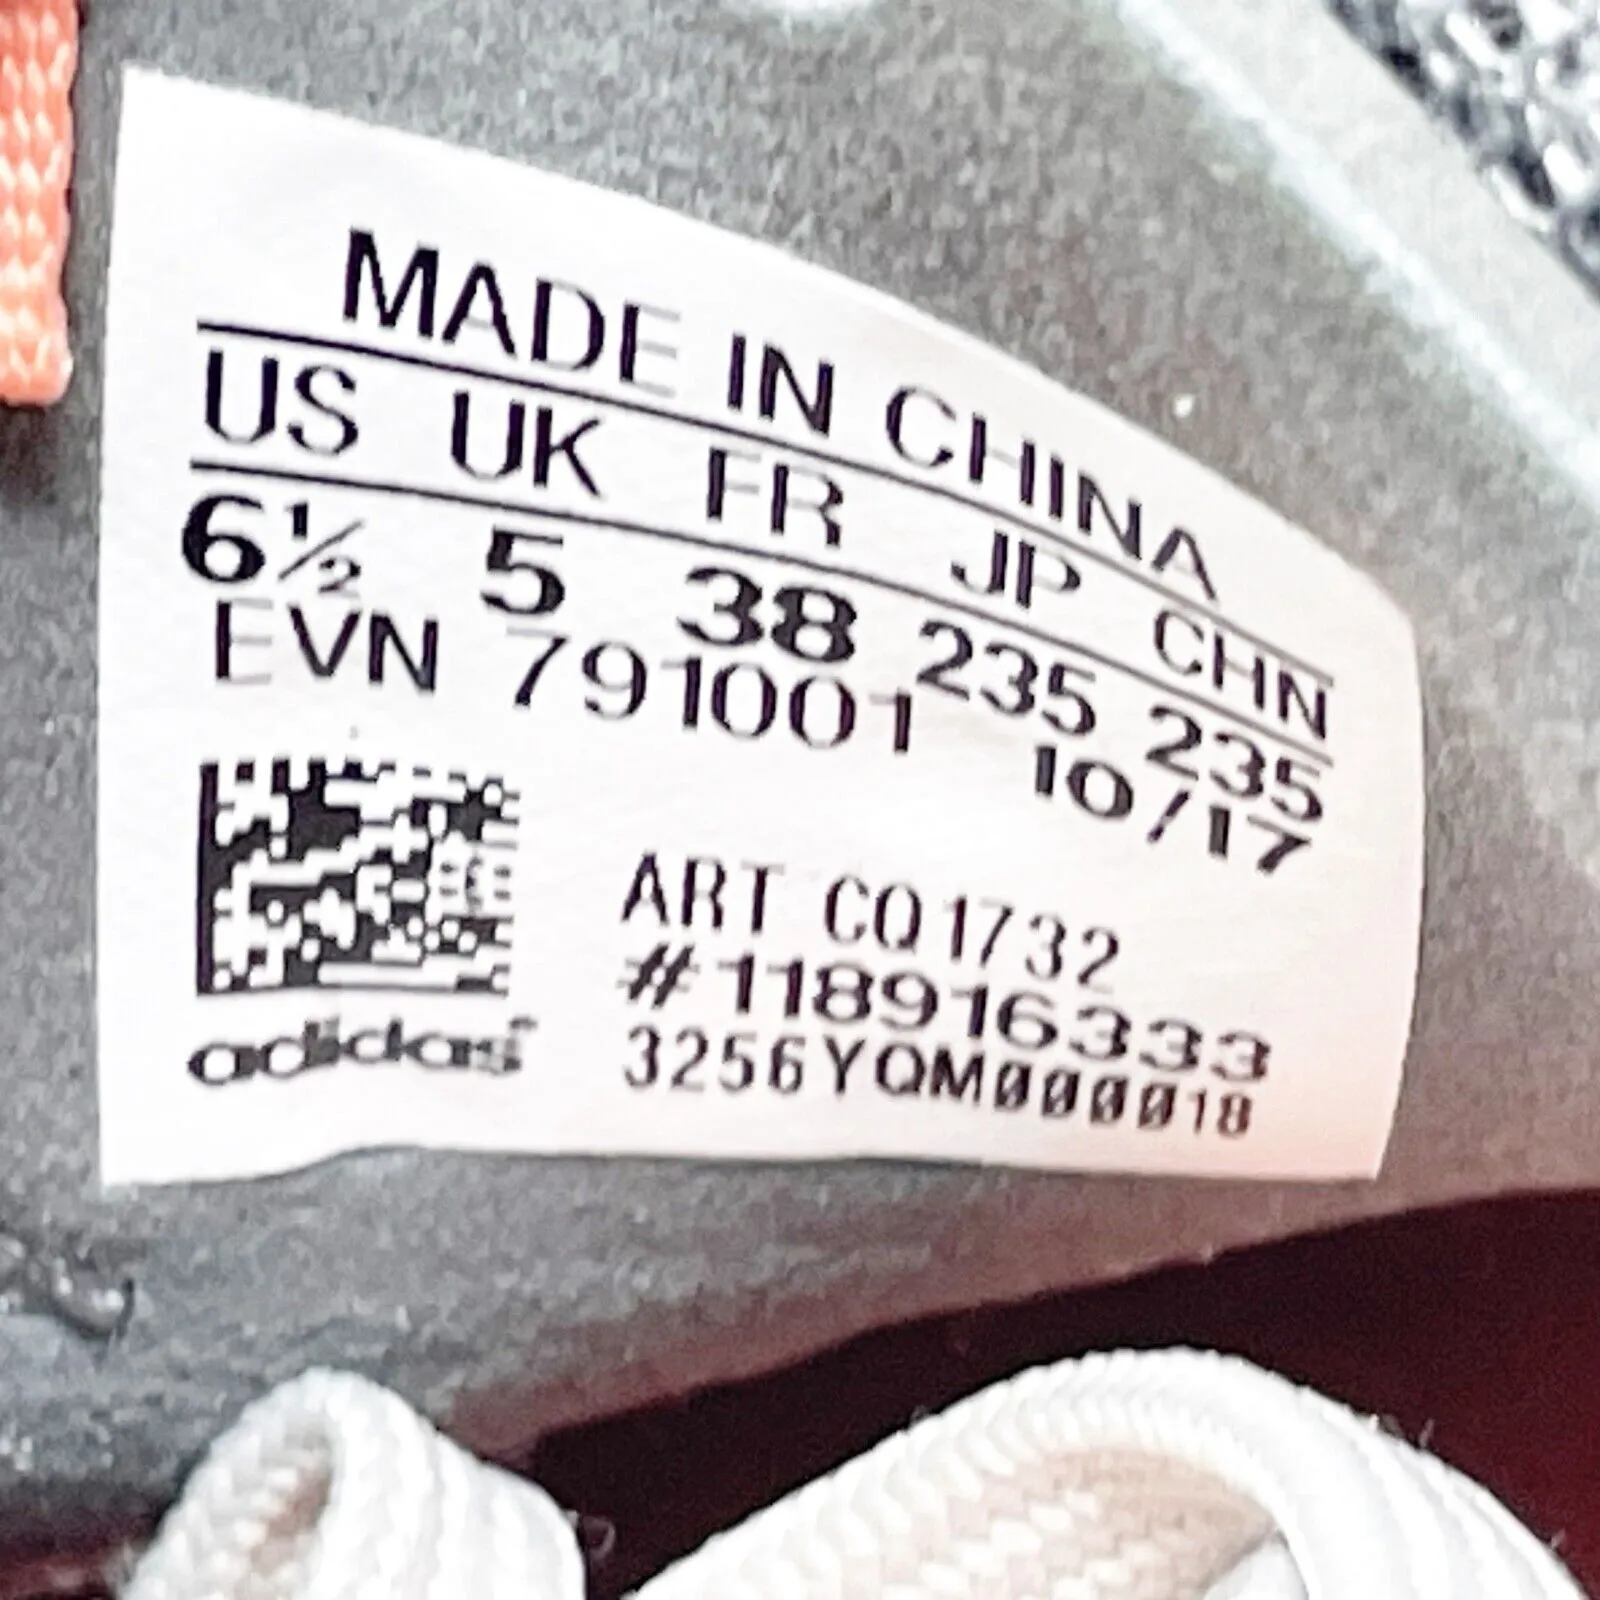 MADE IN CHINA
US UK FR JP CHN
6½ 5 38 235 235
EVN 791001 10/17
ART CQ1732
#118916333
adidas
3256YQM000018